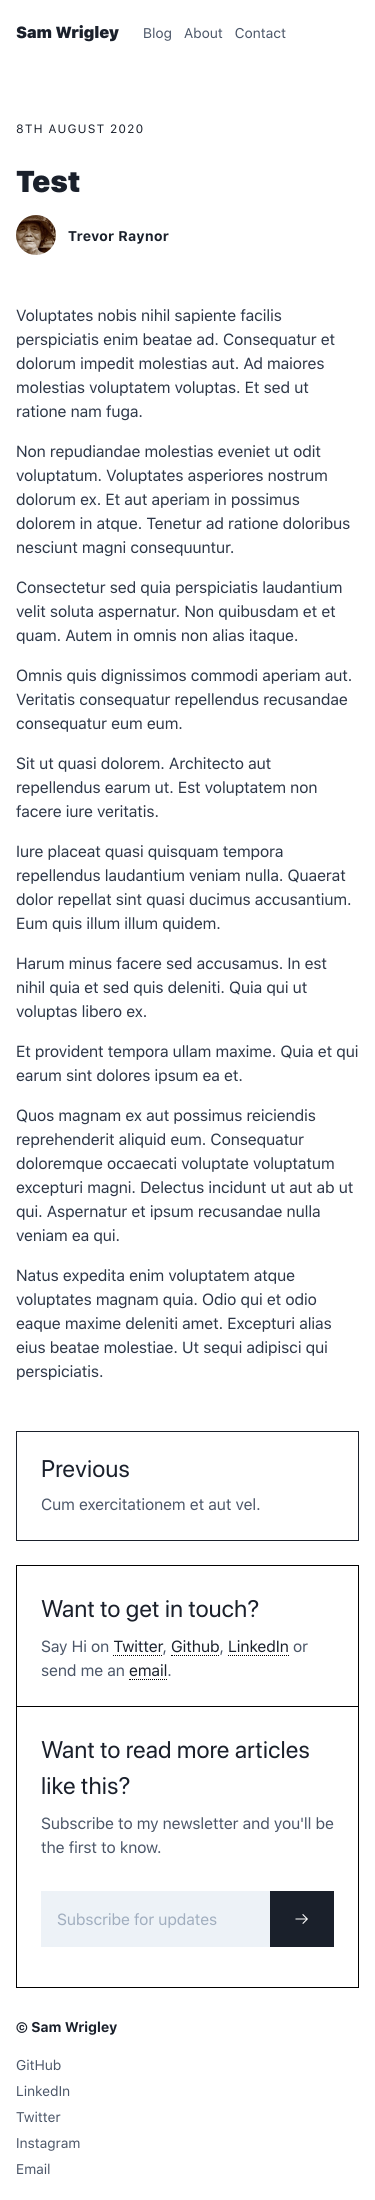 Sam Wrigley Blog About Contact
8TH AUGUST 2020
Test
Trevor Raynor
Voluptates nobis nihil sapiente facilis
perspiciatis enim beatae ad. Consequatur et
dolorum impedit molestias aut. Ad maiores
molestias voluptatem voluptas. Et sed ut
ratione nam fuga.
Non repudiandae molestias eveniet ut odit
voluptatum. Voluptates asperiores nostrum
dolorum ex. Et aut aperiam in possimus
dolorem in atque. Tenetur ad ratione doloribus
nesciunt magni consequuntur.
Consectetur sed quia perspiciatis laudantium
velit soluta aspernatur. Non quibusdam et et
quam. Autem in omnis non alias itaque.
Omnis quis dignissimos commodi aperiam aut.
Veritatis consequatur repellendus recusandae
consequatur eum eum.
Sit ut quasi dolorem. Architecto aut
repellendus earum ut. Est voluptatem non
facere iure veritatis.
Iure placeat quasi quisquam tempora
repellendus laudantium veniam nulla. Quaerat
dolor repellat sint quasi ducimus accusantium.
Eum quis illum illum quidem.
Harum minus facere sed accusamus. In est
nihil quia et sed quis deleniti. Quia qui ut
voluptas libero ex.
Et provident tempora ullam maxime. Quia et qui
earum sint dolores ipsum ea et.
Quos magnam ex aut possimus reiciendis
reprehenderit aliquid eum. Consequatur
doloremque occaecati voluptate voluptatum
excepturi magni. Delectus incidunt ut aut ab ut
qui. Aspernatur et ipsum recusandae nulla
veniam ea qui.
Natus expedita enim voluptatem atque
voluptates magnam quia. Odio qui et odio
eaque maxime deleniti amet. Excepturi alias
eius beatae molestiae. Ut sequi adipisci qui
perspiciatis.
Previous
Cum exercitationem et aut vel.
Want to get in touch?
Say Hi on Twitter, Github, LinkedIn or
send me an email.
Want to read more articles
like this?
Subscribe to my newsletter and you'll be
the first to know.
Subscribe for updates →
© Sam Wrigley
GitHub
LinkedIn
Twitter
Instagram
Email